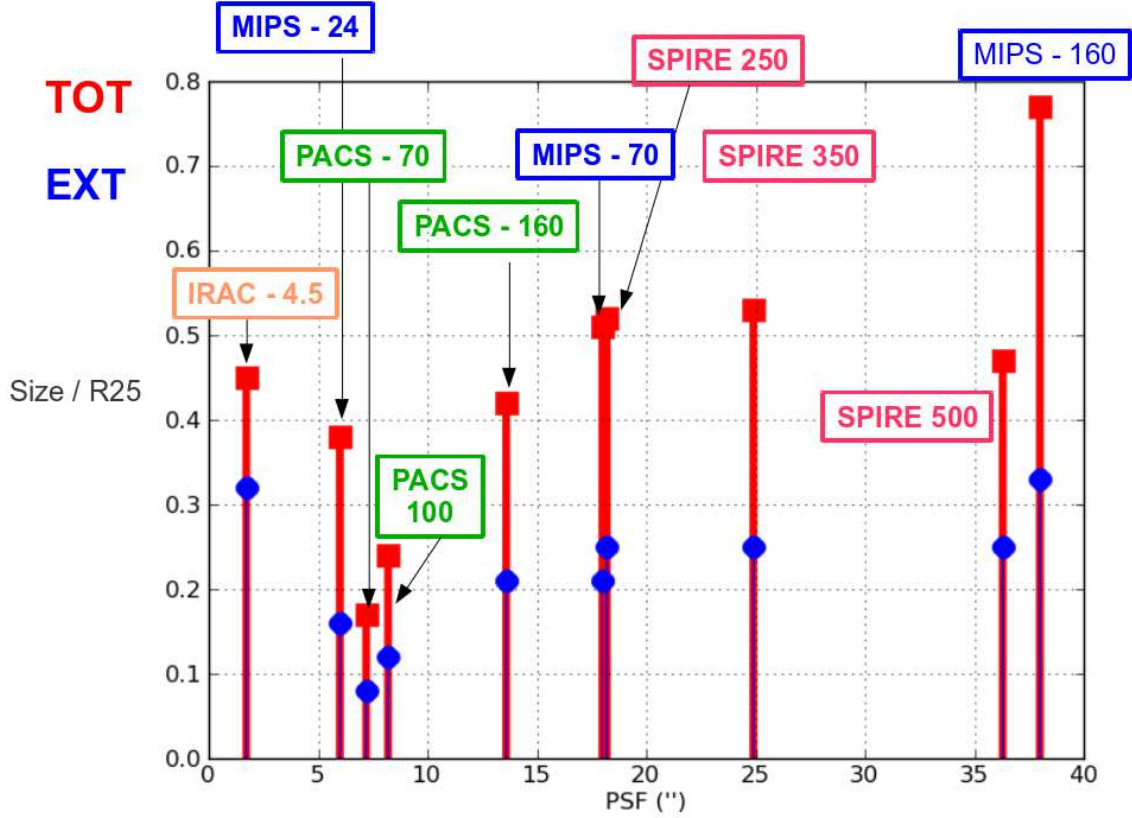 MIPS - 24
SPIRE 250
MIPS - 160
TOT
0.8
PACS - 70
MIPS - 70
SPIRE 350
0.7
EXT
PACS - 160
0.6
IRAC - 4.5
0.5
Size / R25
0.4
SPIRE 500
PACS
100
0.3
0.2
0.1
0.0
0 5 10 15 20 25 30 35 40
PSF ('')